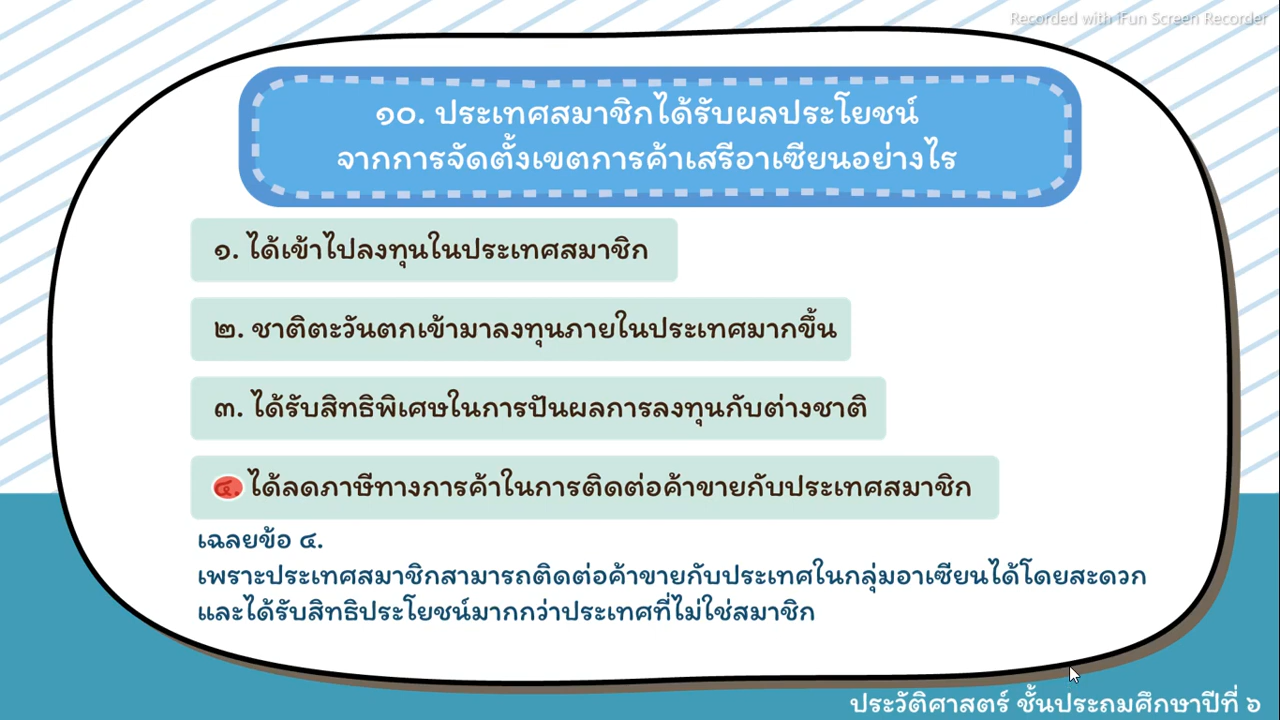 Recorded with iFun Screen Recorder
๑๐. ประเทศสมาชิกได้รับผลประโยชน์
จากการจัดตั้งเขตการค้าเสรีอาเซียนอย่างไร
๑. ได้เข้าไปลงทุนในประเทศสมาชิก
๒. ชาติตะวันตกเข้ามาลงทุนภายในประเทศมากขึ้น
๓. ได้รับสิทธิพิเศษในการปันผลการลงทุนกับต่างชาติ
๔. ได้ลดภาษีทางการค้าในการติดต่อค้าขายกับประเทศสมาชิก
เฉลยข้อ ๔.
เพราะประเทศสมาชิกสามารถติดต่อค้าขายกับประเทศในกลุ่มอาเซียนได้โดยสะดวก
และได้รับสิทธิประโยชน์มากกว่าประเทศที่ไม่ใช่สมาชิก
ประวัติศาสตร์ ชั้นประถมศึกษาปีที่ ๖